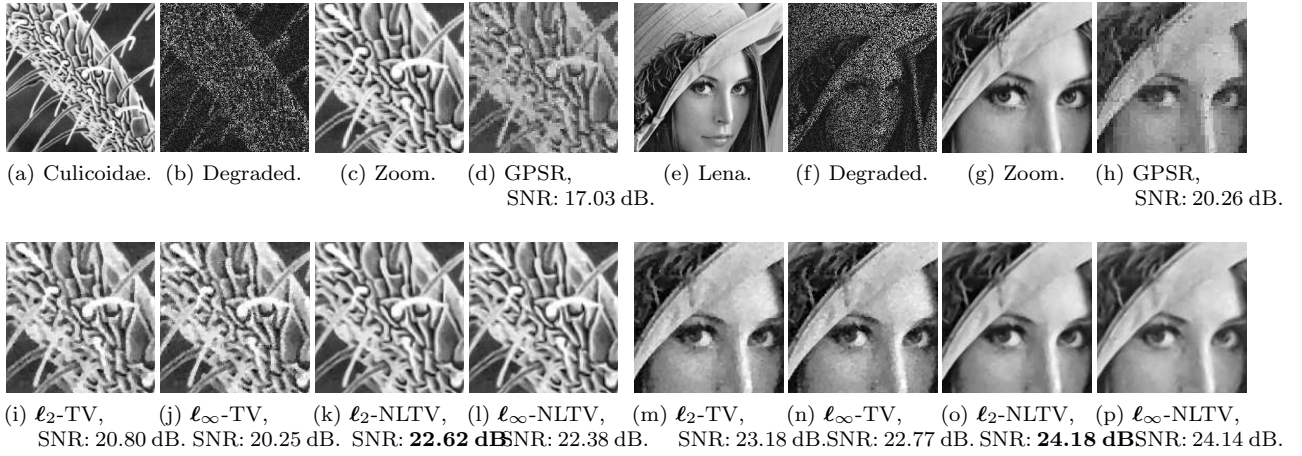 (a) Culicoidae. (b) Degraded. (c) Zoom. (d) GPSR, (e) Lena. (f) Degraded. (g) Zoom. (h) GPSR,
SNR: 17.03 dB. SNR: 20.26 dB.
(i) ℓ₂-TV, (j) ℓ∞-TV, (k) ℓ₂-NLTV, (l) ℓ∞-NLTV, (m) ℓ₂-TV, (n) ℓ∞-TV, (o) ℓ₂-NLTV, (p) ℓ∞-NLTV,
SNR: 20.80 dB. SNR: 20.25 dB. SNR: 22.62 dB. SNR: 22.38 dB. SNR: 23.18 dB. SNR: 22.77 dB. SNR: 24.18 dB. SNR: 24.14 dB.